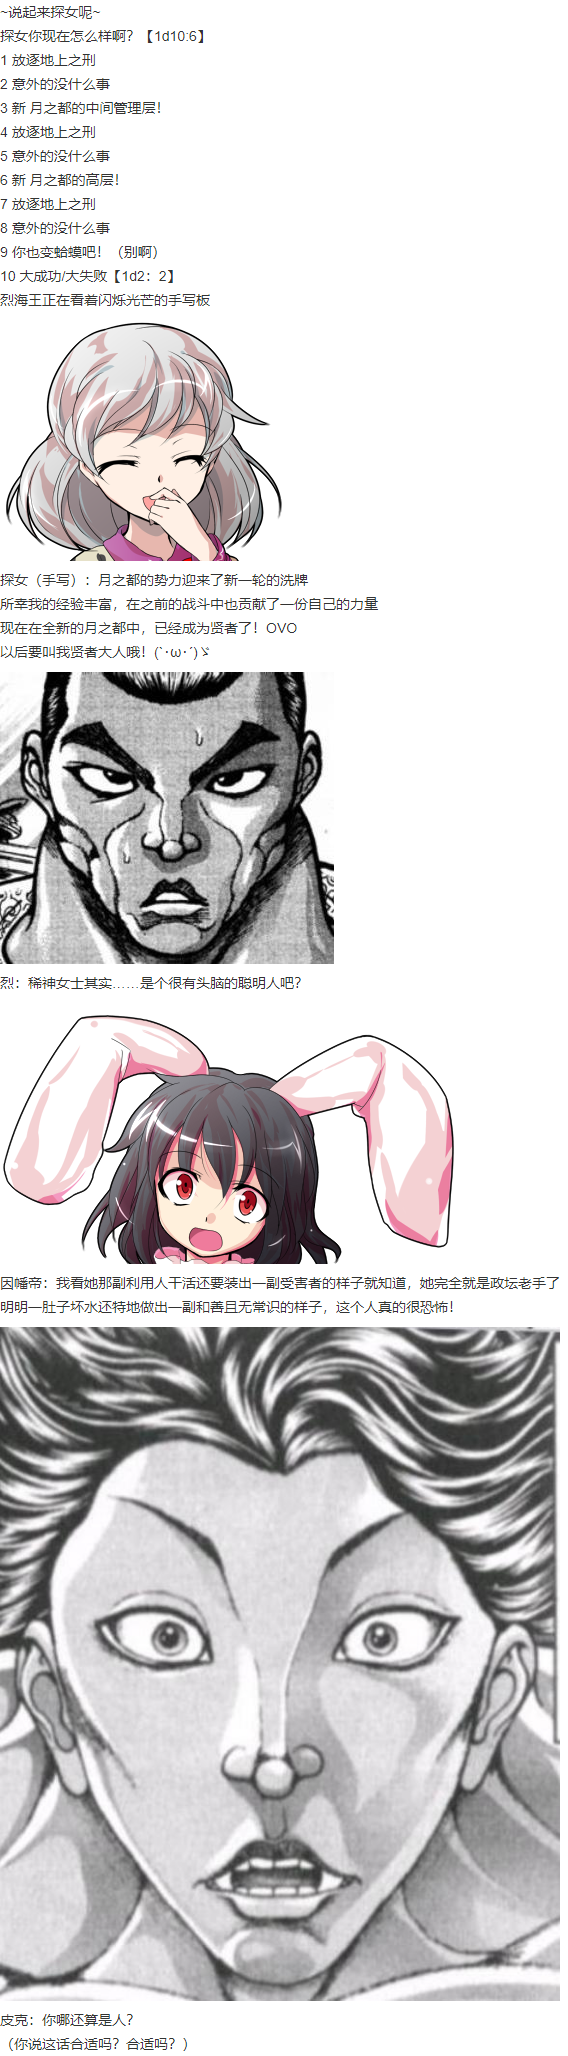 ~说起来探女呢~
探女你现在怎么样啊？【1d10:6】
1 放逐地上之刑
2 意外的没什么事
3 新 月之都的中间管理层！
4 放逐地上之刑
5 意外的没什么事
6 新 月之都的高层！
7 放逐地上之刑
8 意外的没什么事
9 你也变蛤蟆吧！（别啊）
10 大成功/大失败【1d2：2】
烈海王正在看着闪烁光芒的手写板
探女（手写）：月之都的势力迎来了新一轮的洗牌
所幸我的经验丰富，在之前的战斗中也贡献了一份自己的力量
现在在全新的月之都中，已经成为贤者了！OVO
以后要叫我贤者大人哦！(`･ω･´)ゞ
烈：稀神女士其实……是个很有头脑的聪明人吧？
因幡帝：我看她那副利用人干活还要装出一副受害者的样子就知道，她完全就是政坛老手了
明明一肚子坏水还特地做出一副和善且无常识的样子，这个人真的很恐怖！
皮克：你哪还算是人？
（你说这话合适吗？合适吗？）